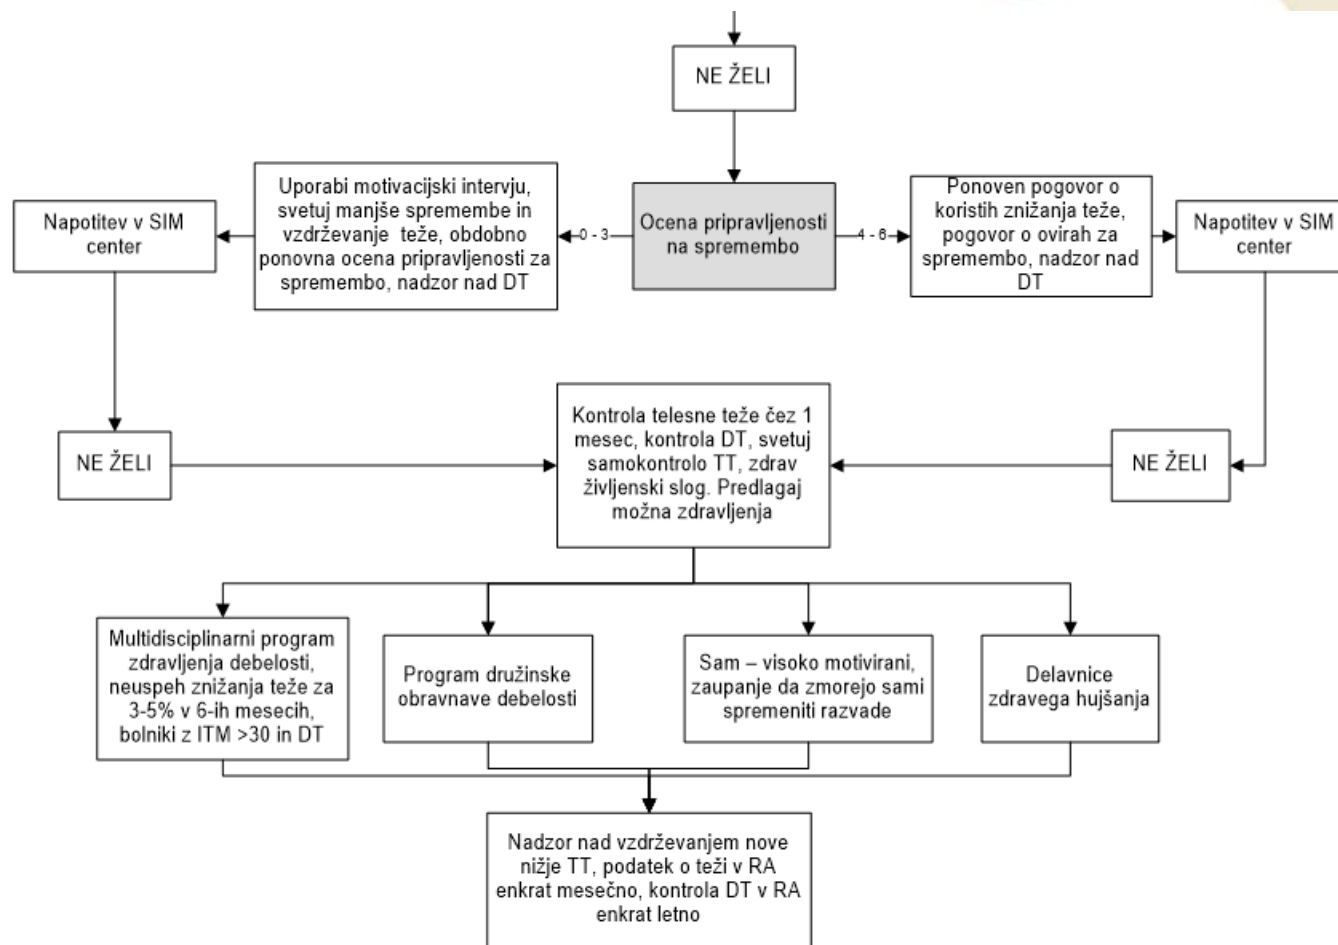 NE ŽELI
Napotitev v SIM
center
Uporabi motivacijski intervju,
svetuj manjše spremembe in
vzdrževanje teže, obdobno
ponovna ocena pripravljenosti za
spremembo, nadzor nad DT
0 - 3
Ocena pripravljenosti
na spremembo
4 - 6
Ponoven pogovor o
koristih znižanja teže,
pogovor o ovirah za
spremembo, nadzor nad
DT
Napotitev v SIM
center
NE ŽELI
Kontrola telesne teže čez 1
mesec, kontrola DT, svetuj
samokontrolo TT, zdrav
življenski slog. Predlagaj
možna zdravljenja
NE ŽELI
Multidisciplinarni program
zdravljenja debelosti,
neuspeh znižanja teže za
3-5% v 6-ih mesecih,
bolniki z ITM >30 in DT
Program družinske
obravnave debelosti
Sam – visoko motivirani,
zaupanje da zmorejo sami
spremeniti razvade
Delavnice
zdravega hujšanja
Nadzor nad vzdrževanjem nove
nižje TT, podatek o teži v RA
enkrat mesečno, kontrola DT v RA
enkrat letno